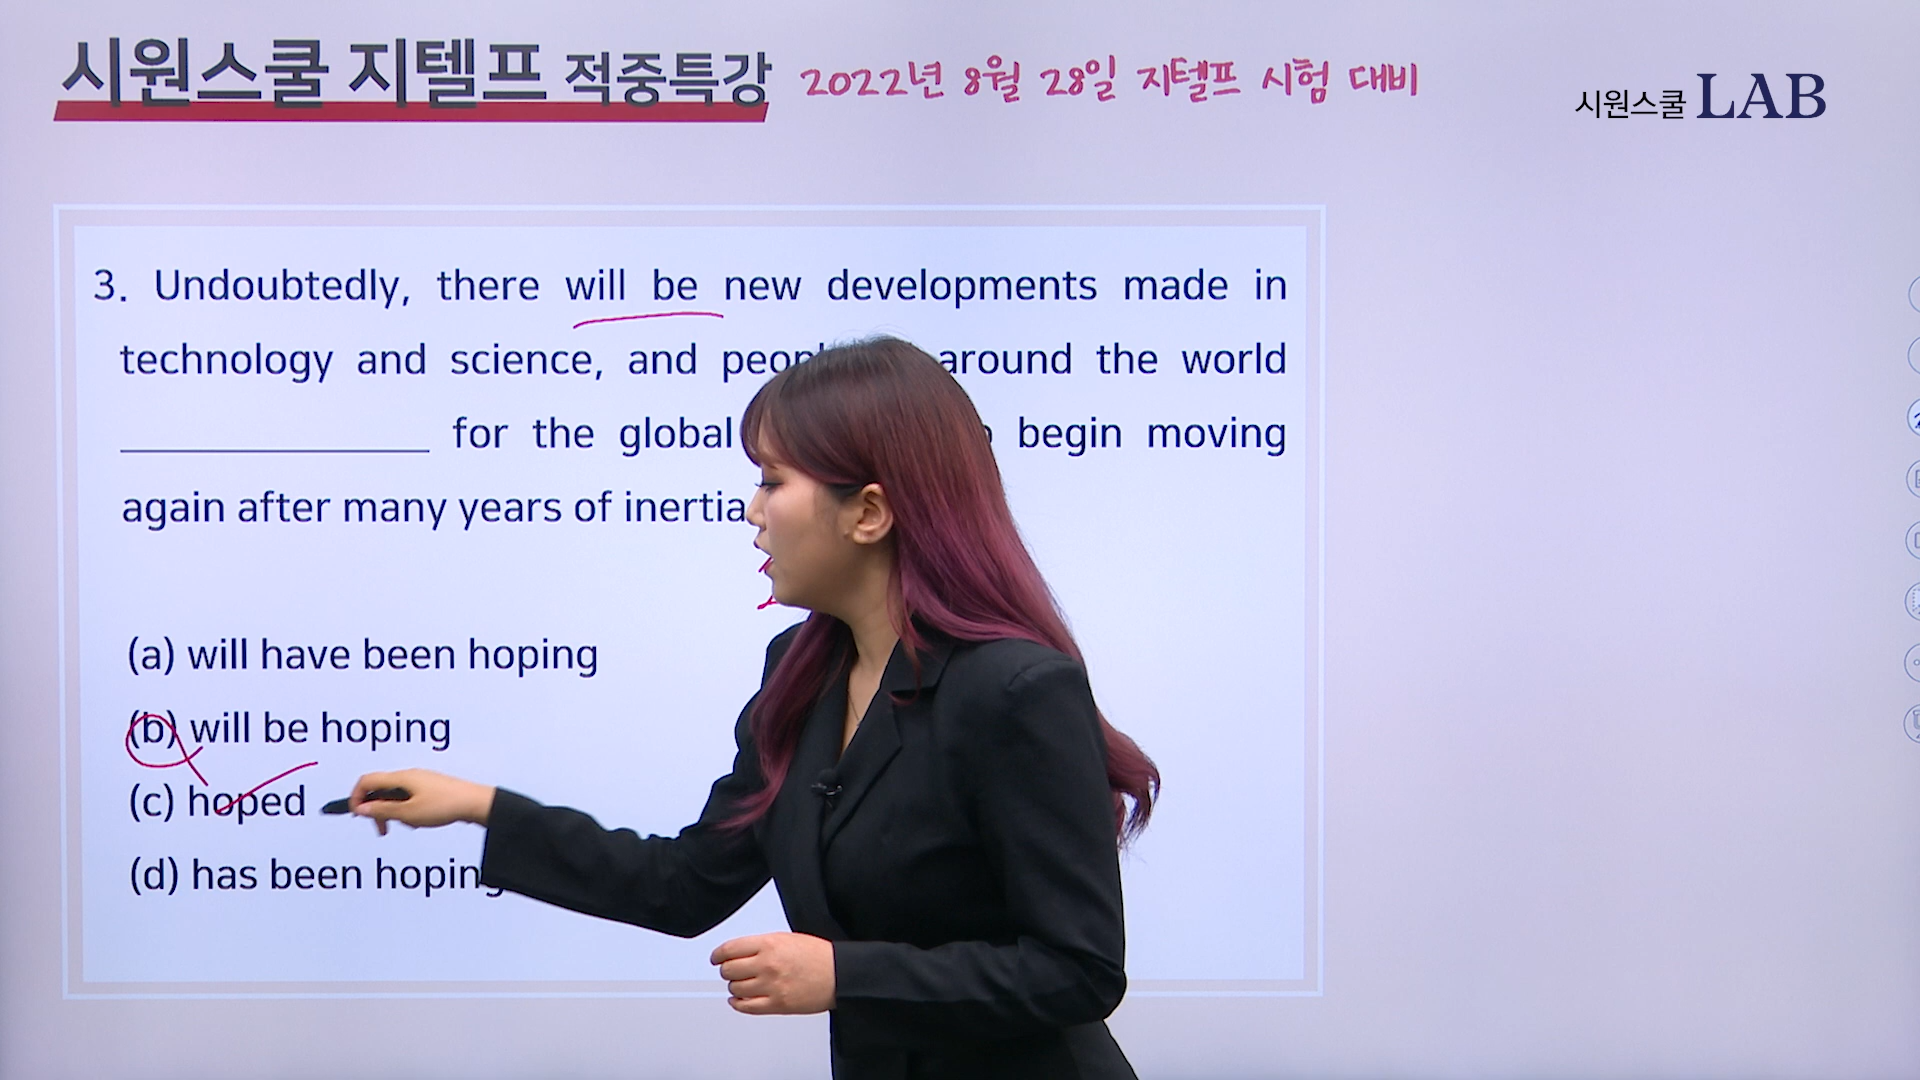 시원스쿨 지텔프 적중특강 2022년 8월 28일 지텔프 시험 대비
시원스쿨 LAB
3. Undoubtedly, there will be new developments made in
technology and science, and around the world
for the global begin moving
again after many years of inertia
(a) will have been hoping
(b) will be hoping
(c) hoped
(d) has been hoping